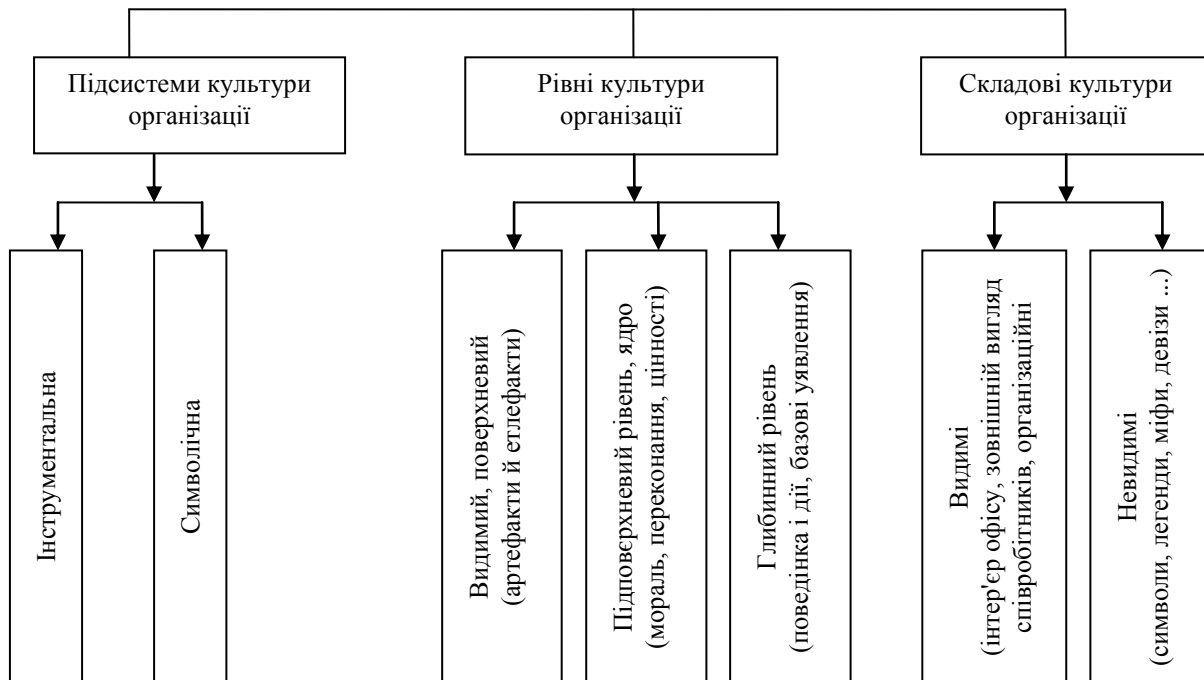 Підсистеми культури
організації
Рівні культури
організації
Складові культури
організації
Інструментальна
Символічна
Видимий, поверхневий
(артефакти й етлефакти)
Підповєрхневий рівень, ядро
(мораль, переконання, цінності)
Глибинний рівень
(поведінка і дії, базові уявлення)
Видимі
(інтер'єр офісу, зовнішній вигляд
співробітників, організаційні
Невидимі
(символи, легенди, міфи, девізи ...)